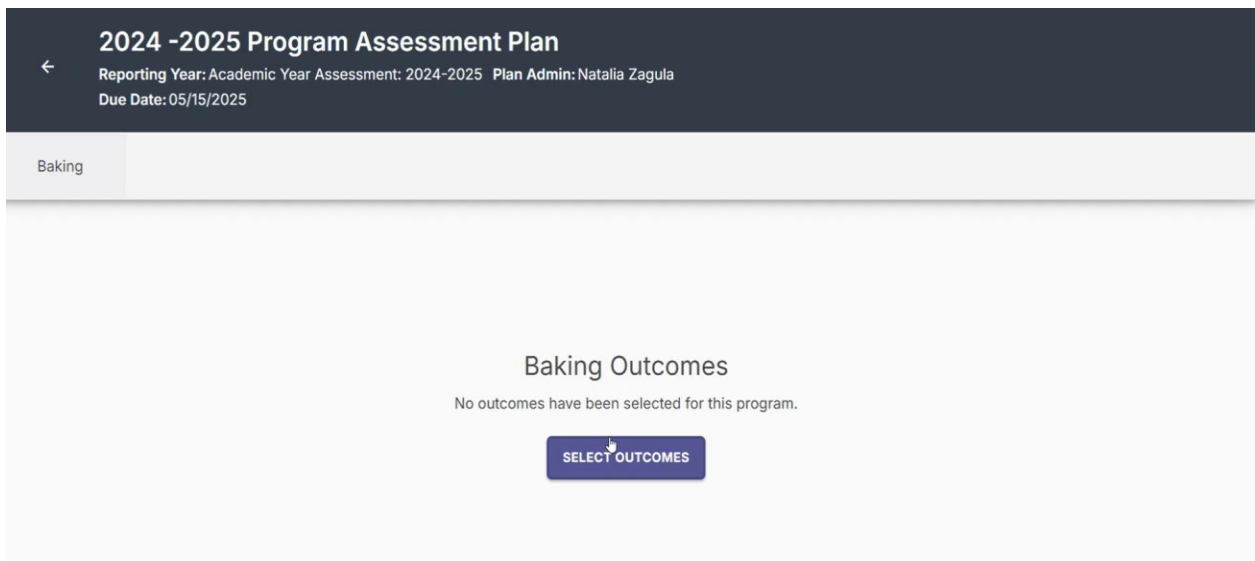 2024 -2025 Program Assessment Plan
Reporting Year: Academic Year Assessment: 2024-2025 Plan Admin: Natalia Zagula
Due Date: 05/15/2025
Baking
Baking Outcomes
No outcomes have been selected for this program.
SELECT OUTCOMES